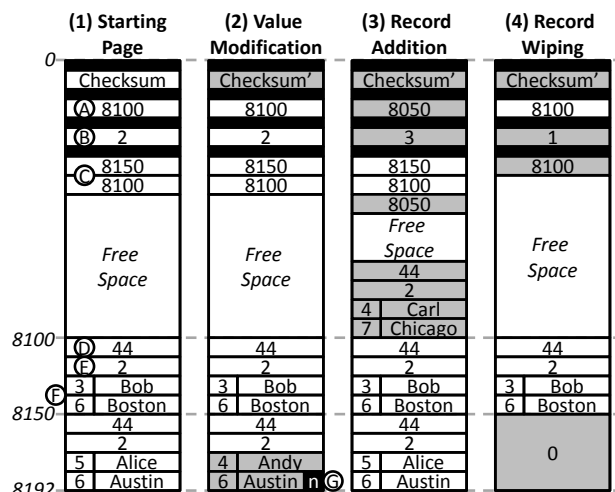 (1) Starting Page
(2) Value Modification
(3) Record Addition
(4) Record Wiping
0
Checksum
Checksum’
Checksum’
Checksum’
A 8100
8100
8050
8100
B 2
2
3
1
8150
8150
8150
8100
C
8100
8100
8100
8050
Free Space
Free Space
Free Space
Free Space
44
2
4 Carl
7 Chicago
8100
D 44
44
44
44
E 2
2
2
2
3 Bob
3 Bob
3 Bob
3 Bob
F
6 Boston
6 Boston
6 Boston
6 Boston
8150
44
44
44
0
2
2
2
5 Alice
4 Andy
5 Alice
8192
6 Austin
6 Austin n G
6 Austin